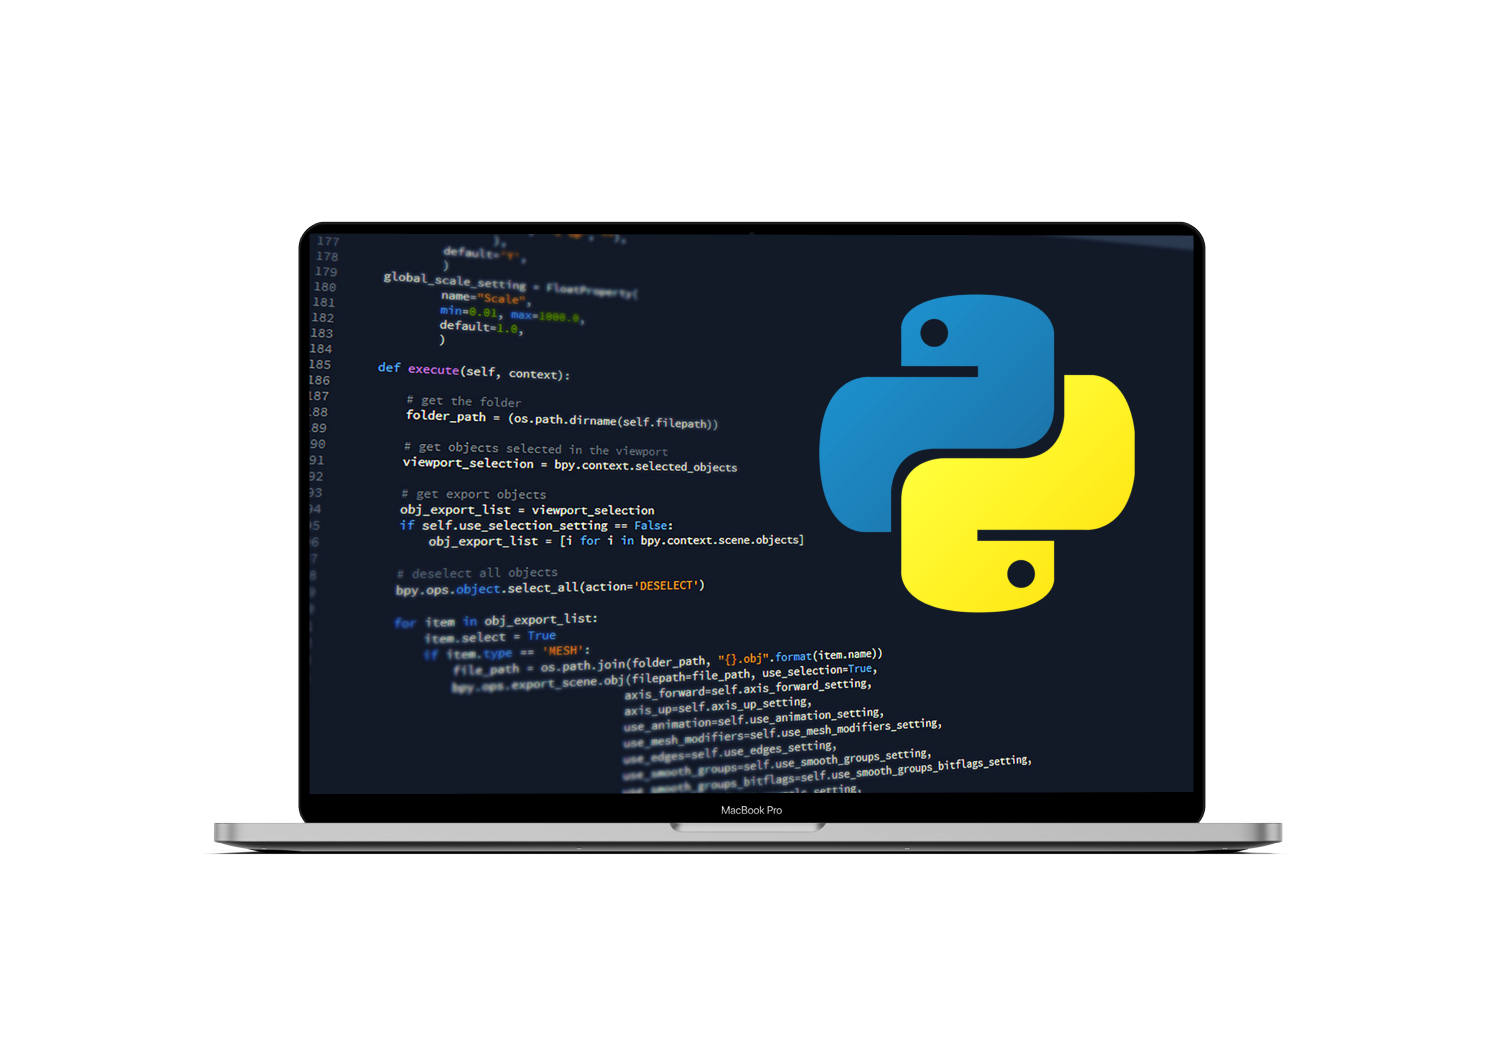 177
178
179
180
181
182
183
184
185
186
187
88
89
90
91
92
93
94
5
6
7
),
default='Y',
)
global_scale_setting = FloatProperty(
name="Scale",
min=0.01, max=1000.0,
default=1.0,
)
def execute(self, context):
# get the folder
folder_path = (os.path.dirname(self.filepath))
# get objects selected in the viewport
viewport_selection = bpy.context.selected_objects
# get export objects
obj_export_list = viewport_selection
if self.use_selection_setting == False:
obj_export_list = [i for i in bpy.context.scene.objects]
# deselect all objects
bpy.ops.object.select_all(action='DESELECT')
for item in obj_export_list:
item.select = True
if item.type == 'MESH':
file_path = os.path.join(folder_path, "{}.obj".format(item.name))
bpy.ops.export_scene.obj(filepath=file_path, use_selection=True,
axis_forward=self.axis_forward_setting,
axis_up=self.axis_up_setting,
use_animation=self.use_animation_setting,
use_mesh_modifiers=self.use_mesh_modifiers_setting,
use_edges=self.use_edges_setting,
use_smooth_groups=self.use_smooth_groups_setting,
use_smooth_groups_bitflags=self.use_smooth_groups_bitflags_setting,
MacBook Pro